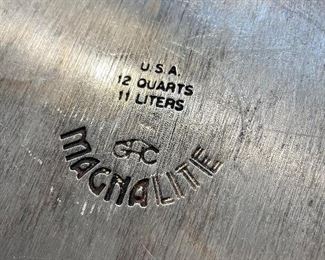 U.S.A.
12 QUARTS
11 LITERS
GHC
MAGNALITE